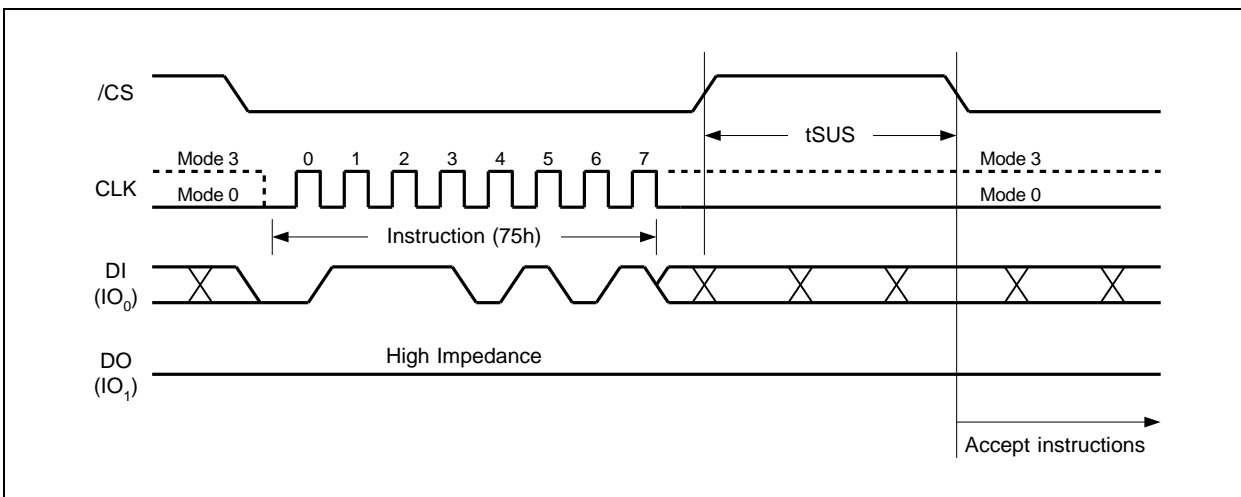 /CS
tSUS
Mode 3 0 1 2 3 4 5 6 7 Mode 3
CLK
Mode 0 Mode 0
Instruction (75h)
DI
(IO₀)
High Impedance
DO
(IO₁)
Accept instructions